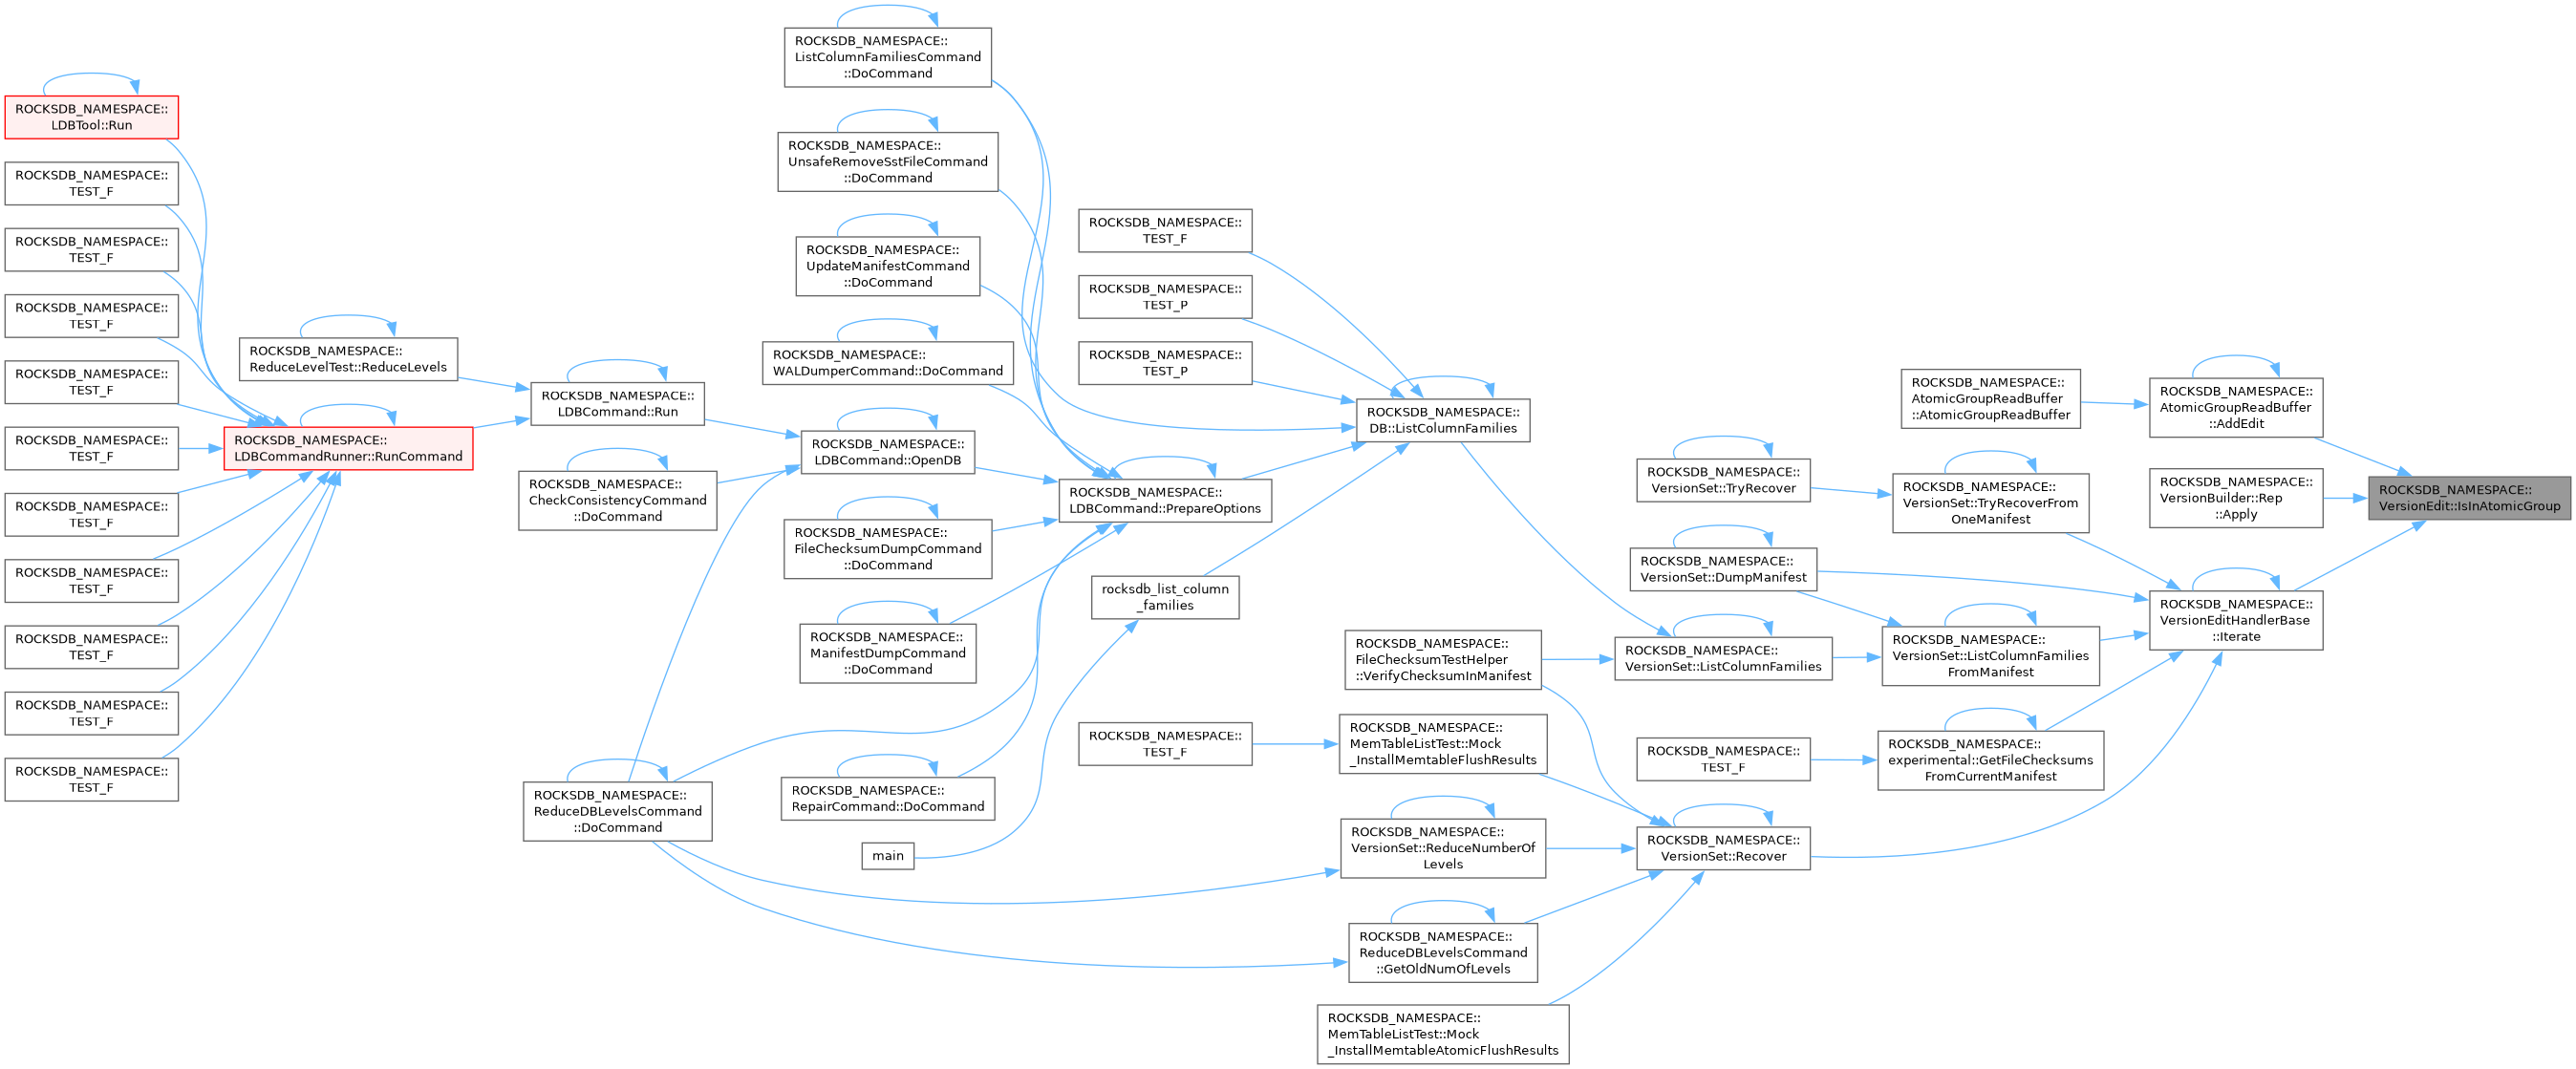 ROCKSDB_NAMESPACE::
LDBTool::Run
ROCKSDB_NAMESPACE::
TEST_F
ROCKSDB_NAMESPACE::
TEST_F
ROCKSDB_NAMESPACE::
TEST_F
ROCKSDB_NAMESPACE::
TEST_F
ROCKSDB_NAMESPACE::
TEST_F
ROCKSDB_NAMESPACE::
TEST_F
ROCKSDB_NAMESPACE::
TEST_F
ROCKSDB_NAMESPACE::
TEST_F
ROCKSDB_NAMESPACE::
TEST_F
ROCKSDB_NAMESPACE::
TEST_F
ROCKSDB_NAMESPACE::
ReduceLevelTest::ReduceLevels
ROCKSDB_NAMESPACE::
LDBCommandRunner::RunCommand
ROCKSDB_NAMESPACE::
LDBCommand::Run
ROCKSDB_NAMESPACE::
CheckConsistencyCommand
::DoCommand
ROCKSDB_NAMESPACE::
ReduceDBLevelsCommand
::DoCommand
ROCKSDB_NAMESPACE::
ListColumnFamiliesCommand
::DoCommand
ROCKSDB_NAMESPACE::
UnsafeRemoveSstFileCommand
::DoCommand
ROCKSDB_NAMESPACE::
UpdateManifestCommand
::DoCommand
ROCKSDB_NAMESPACE::
WALDumperCommand::DoCommand
ROCKSDB_NAMESPACE::
LDBCommand::OpenDB
ROCKSDB_NAMESPACE::
FileChecksumDumpCommand
::DoCommand
ROCKSDB_NAMESPACE::
ManifestDumpCommand
::DoCommand
ROCKSDB_NAMESPACE::
RepairCommand::DoCommand
main
ROCKSDB_NAMESPACE::
TEST_F
ROCKSDB_NAMESPACE::
TEST_P
ROCKSDB_NAMESPACE::
TEST_P
ROCKSDB_NAMESPACE::
LDBCommand::PrepareOptions
rocksdb_list_column
_families
ROCKSDB_NAMESPACE::
TEST_F
ROCKSDB_NAMESPACE::
DB::ListColumnFamilies
ROCKSDB_NAMESPACE::
FileChecksumTestHelper
::VerifyChecksumInManifest
ROCKSDB_NAMESPACE::
MemTableListTest::Mock
_InstallMemtableFlushResults
ROCKSDB_NAMESPACE::
VersionSet::ReduceNumberOf
Levels
ROCKSDB_NAMESPACE::
ReduceDBLevelsCommand
::GetOldNumOfLevels
ROCKSDB_NAMESPACE::
MemTableListTest::Mock
_InstallMemtableAtomicFlushResults
ROCKSDB_NAMESPACE::
VersionSet::TryRecover
ROCKSDB_NAMESPACE::
VersionSet::DumpManifest
ROCKSDB_NAMESPACE::
VersionSet::ListColumnFamilies
ROCKSDB_NAMESPACE::
TEST_F
ROCKSDB_NAMESPACE::
VersionSet::Recover
ROCKSDB_NAMESPACE::
AtomicGroupReadBuffer
::AtomicGroupReadBuffer
ROCKSDB_NAMESPACE::
VersionSet::TryRecoverFrom
OneManifest
ROCKSDB_NAMESPACE::
VersionSet::ListColumnFamilies
FromManifest
ROCKSDB_NAMESPACE::
experimental::GetFileChecksums
FromCurrentManifest
ROCKSDB_NAMESPACE::
AtomicGroupReadBuffer
::AddEdit
ROCKSDB_NAMESPACE::
VersionBuilder::Rep
::Apply
ROCKSDB_NAMESPACE::
VersionEditHandlerBase
::Iterate
ROCKSDB_NAMESPACE::
VersionEdit::IsInAtomicGroup